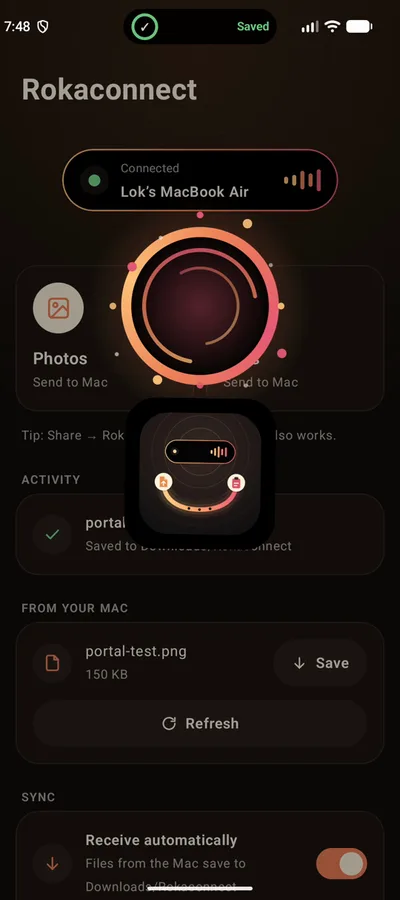 7:48
✓ Saved
Rokaconnect
Connected
Lok's MacBook Air
Photos
Send to Mac
Send to Mac
Tip: Share → Rok
lso works.
ACTIVITY
portal
Saved to Downloads/Rokaconnect
FROM YOUR MAC
portal-test.png
150 KB
↓ Save
Refresh
SYNC
Receive automatically
Files from the Mac save to
Downloads/Rokaconnect